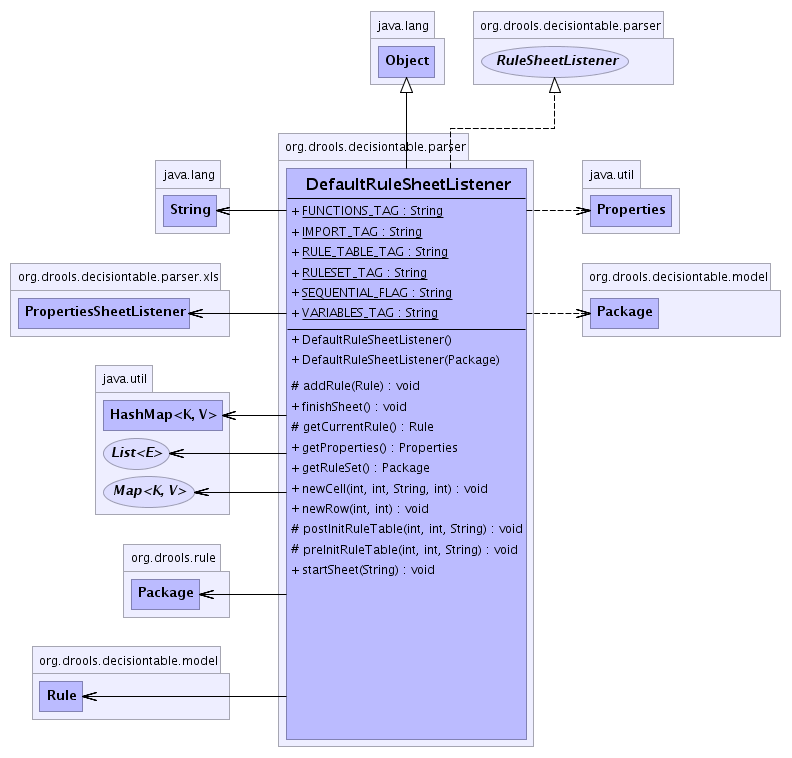 java.lang
Object
org.drools.decisiontable.parser
RuleSheetListener
org.drools.decisiontable.parser
DefaultRuleSheetListener
+ FUNCTIONS_TAG : String
+ IMPORT_TAG : String
+ RULE_TABLE_TAG : String
+ RULESET_TAG : String
+ SEQUENTIAL_FLAG : String
+ VARIABLES_TAG : String
+ DefaultRuleSheetListener()
+ DefaultRuleSheetListener(Package)
# addRule(Rule) : void
+ finishSheet() : void
# getCurrentRule() : Rule
+ getProperties() : Properties
+ getRuleSet() : Package
+ newCell(int, int, String, int) : void
+ newRow(int, int) : void
# postInitRuleTable(int, int, String) : void
# preInitRuleTable(int, int, String) : void
+ startSheet(String) : void
java.lang
String
org.drools.decisiontable.parser.xls
PropertiesSheetListener
java.util
HashMap<K, V>
List<E>
Map<K, V>
org.drools.rule
Package
org.drools.decisiontable.model
Rule
java.util
Properties
org.drools.decisiontable.model
Package